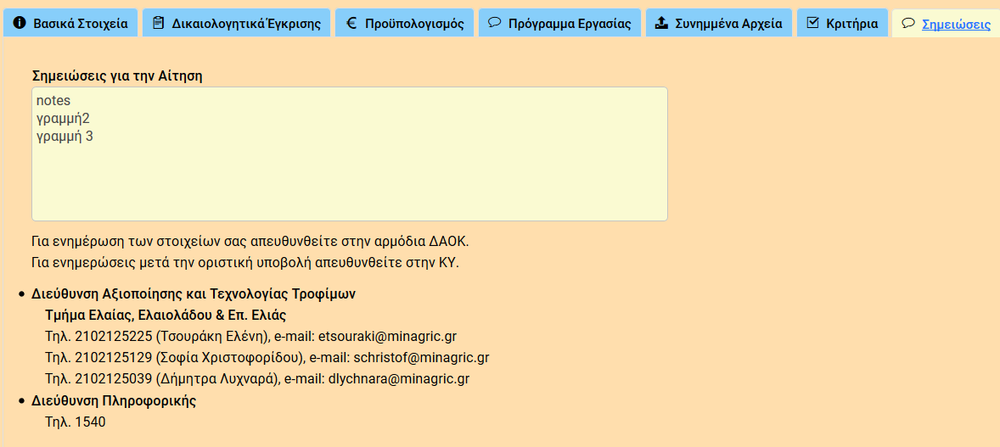 Βασικά Στοιχεία
Δικαιολογητικά Έγκρισης
Προϋπολογισμός
Πρόγραμμα Εργασίας
Συνημμένα Αρχεία
Κριτήρια
Σημειώσεις
Σημειώσεις για την Αίτηση
notes
γραμμή2
γραμμή 3
Για ενημέρωση των στοιχείων σας απευθυνθείτε στην αρμόδια ΔΑΟΚ.
Για ενημερώσεις μετά την οριστική υποβολή απευθυνθείτε στην ΚΥ.
Διεύθυνση Αξιοποίησης και Τεχνολογίας Τροφίμων
Τμήμα Ελαίας, Ελαιολάδου & Επ. Ελιάς
Τηλ. 2102125225 (Τσουράκη Ελένη), e-mail: etsouraki@minagric.gr
Τηλ. 2102125129 (Σοφία Χριστοφορίδου), e-mail: schristof@minagric.gr
Τηλ. 2102125039 (Δήμητρα Λυχναρά), e-mail: dlychnara@minagric.gr
Διεύθυνση Πληροφορικής
Τηλ. 1540